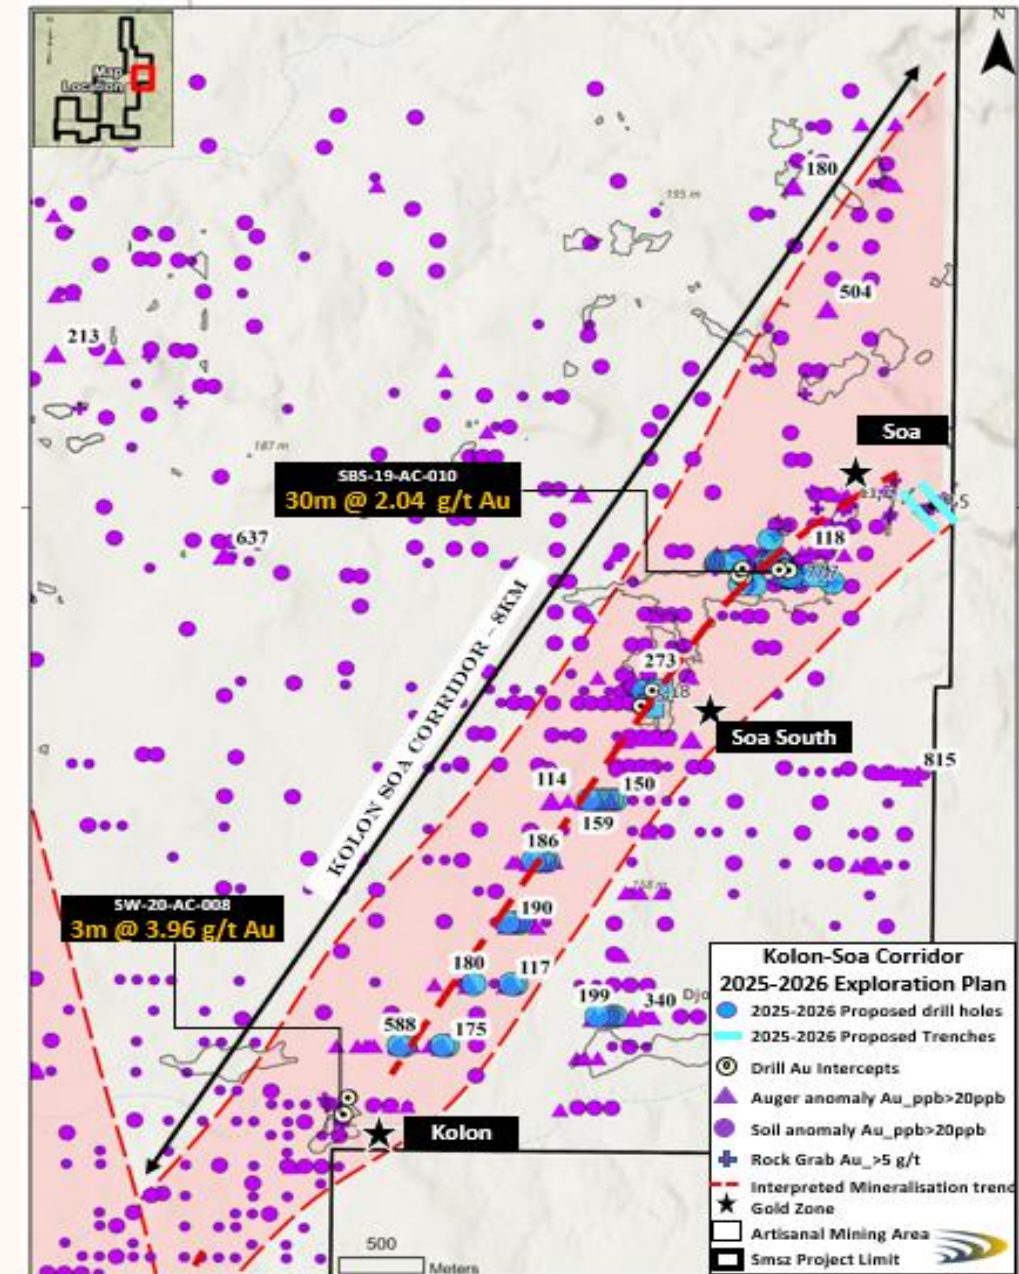 N
Map
Location
195 m
180
504
213
187 m
Soa
SBS-19-AC-010
30m @ 2.04 g/t Au
118
637
KOLON SOA CORRIDOR – 8KM
273
Soa South
815
114
150
159
186
190
SW-20-AC-008
3m @ 3.96 g/t Au
180
117
199
340
Djo
588
175
Kolon
500
Meters
Kolon-Soa Corridor
2025-2026 Exploration Plan
2025-2026 Proposed drill holes
2025-2026 Proposed Trenches
Drill Au Intercepts
Auger anomaly Au_ppb>20ppb
Soil anomaly Au_ppb>20ppb
Rock Grab Au_>5 g/t
Interpreted Mineralisation trend
Gold Zone
Artisanal Mining Area
Smsz Project Limit